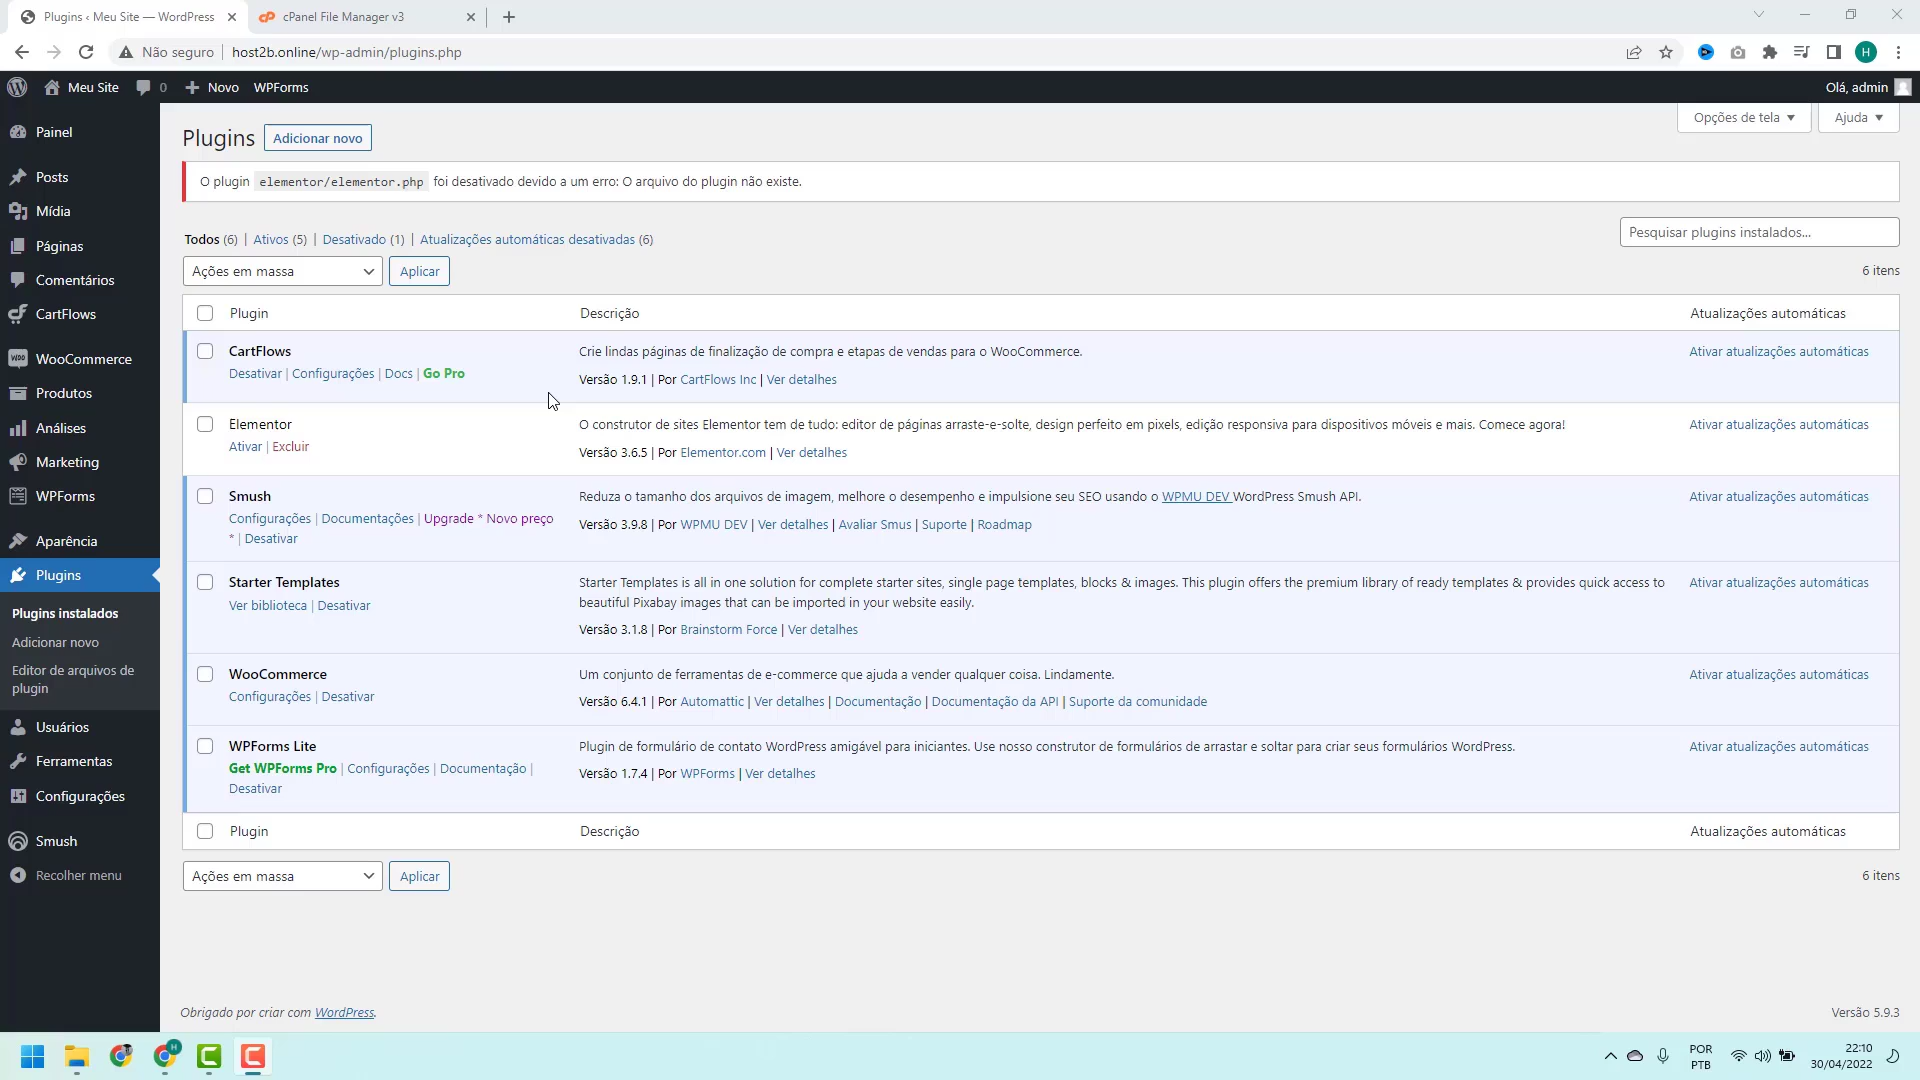 Plugins ‹ Meu Site — WordPress
cPanel File Manager v3
Não seguro
host2b.online/wp-admin/plugins.php
H
Meu Site
0
Novo
WPForms
Olá, admin
Painel
Posts
Mídia
Páginas
Comentários
CartFlows
WooCommerce
Produtos
Análises
Marketing
WPForms
Aparência
Plugins
Plugins instalados
Adicionar novo
Editor de arquivos de
plugin
Usuários
Ferramentas
Configurações
Smush
Recolher menu
Opções de tela
Ajuda
Plugins
Adicionar novo
O plugin elementor/elementor.php foi desativado devido a um erro: O arquivo do plugin não existe.
Todos (6) | Ativos (5) | Desativado (1) | Atualizações automáticas desativadas (6)
Pesquisar plugins instalados...
Ações em massa
Aplicar
6 itens
Plugin
Descrição
Atualizações automáticas
CartFlows
Desativar | Configurações | Docs | Go Pro
Crie lindas páginas de finalização de compra e etapas de vendas para o WooCommerce.
Versão 1.9.1 | Por CartFlows Inc | Ver detalhes
Ativar atualizações automáticas
Elementor
Ativar | Excluir
O construtor de sites Elementor tem de tudo: editor de páginas arraste-e-solte, design perfeito em pixels, edição responsiva para dispositivos móveis e mais. Comece agora!
Versão 3.6.5 | Por Elementor.com | Ver detalhes
Ativar atualizações automáticas
Smush
Configurações | Documentações | Upgrade * Novo preço
* | Desativar
Reduza o tamanho dos arquivos de imagem, melhore o desempenho e impulsione seu SEO usando o WPMU DEV WordPress Smush API.
Versão 3.9.8 | Por WPMU DEV | Ver detalhes | Avaliar Smus | Suporte | Roadmap
Ativar atualizações automáticas
Starter Templates
Ver biblioteca | Desativar
Starter Templates is all in one solution for complete starter sites, single page templates, blocks & images. This plugin offers the premium library of ready templates & provides quick access to
beautiful Pixabay images that can be imported in your website easily.
Versão 3.1.8 | Por Brainstorm Force | Ver detalhes
Ativar atualizações automáticas
WooCommerce
Configurações | Desativar
Um conjunto de ferramentas de e-commerce que ajuda a vender qualquer coisa. Lindamente.
Versão 6.4.1 | Por Automattic | Ver detalhes | Documentação | Documentação da API | Suporte da comunidade
Ativar atualizações automáticas
WPForms Lite
Get WPForms Pro | Configurações | Documentação |
Desativar
Plugin de formulário de contato WordPress amigável para iniciantes. Use nosso construtor de formulários de arrastar e soltar para criar seus formulários WordPress.
Versão 1.7.4 | Por WPForms | Ver detalhes
Ativar atualizações automáticas
Plugin
Descrição
Atualizações automáticas
Ações em massa
Aplicar
6 itens
Obrigado por criar com WordPress.
Versão 5.9.3
POR
PTB
22:10
30/04/2022